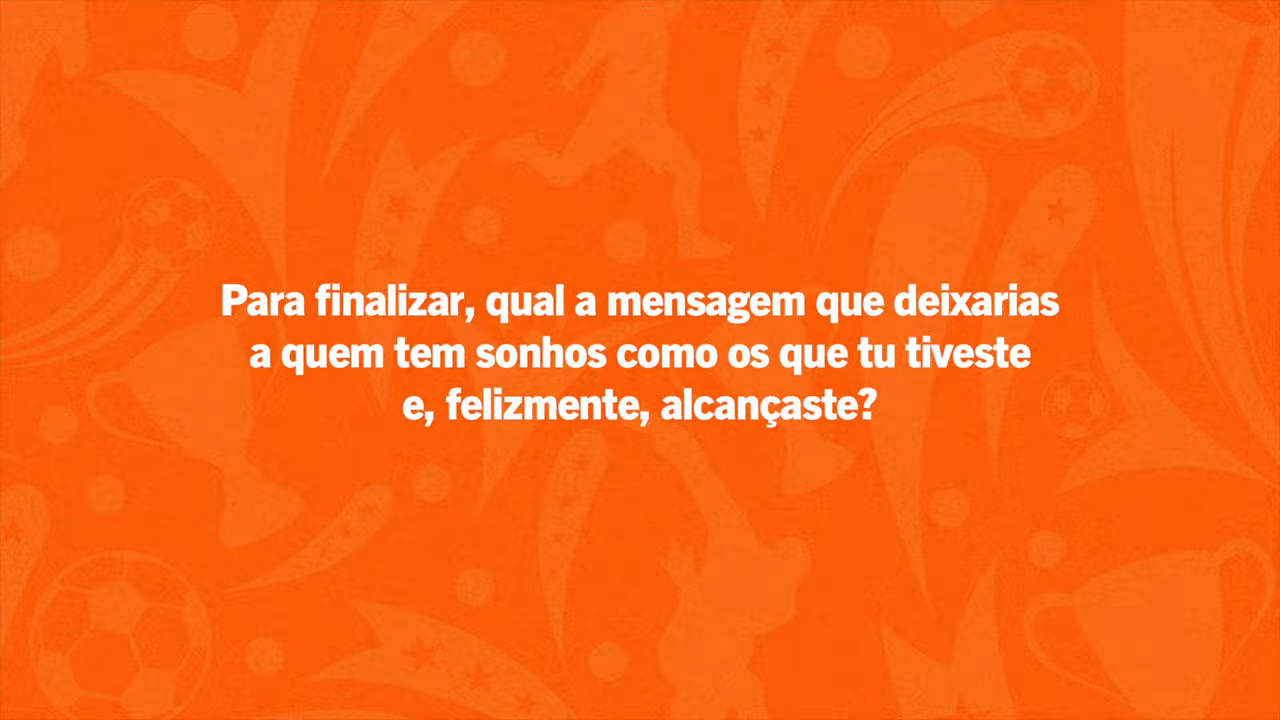 Para finalizar, qual a mensagem que deixarias
a quem tem sonhos como os que tu tiveste
e, felizmente, alcançaste?